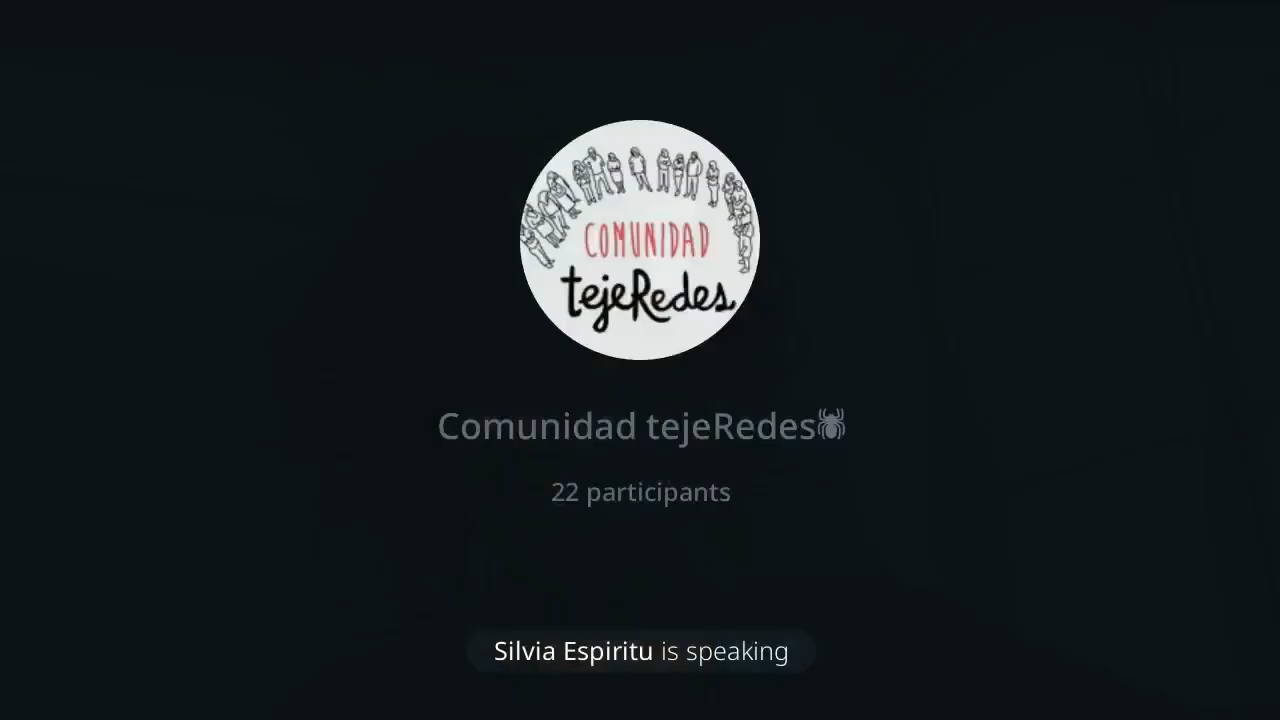 COMUNIDAD
tejeRedes
Comunidad tejeRedes🕷
22 participants
Silvia Espiritu is speaking